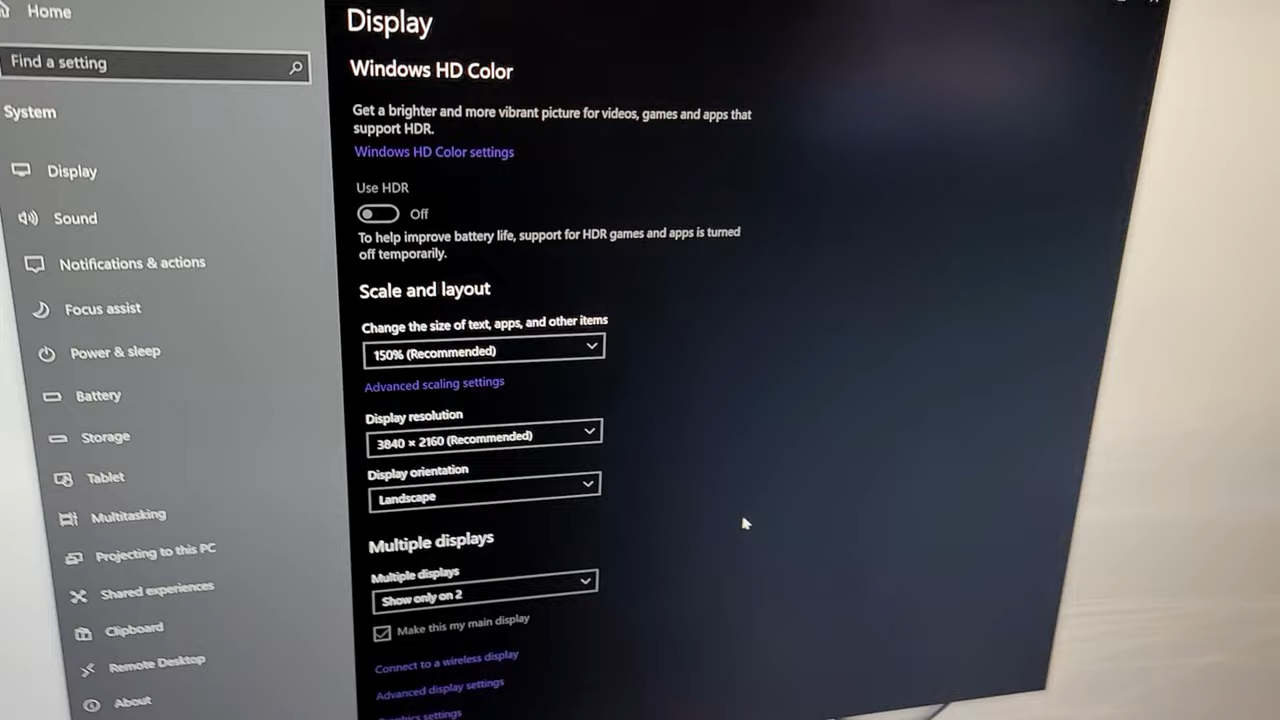 Home
Find a setting
System
Display
Sound
Notifications & actions
Focus assist
Power & sleep
Battery
Storage
Tablet
Multitasking
Projecting to this PC
Shared experiences
Clipboard
Remote Desktop
About
Display
Windows HD Color
Get a brighter and more vibrant picture for videos, games and apps that
support HDR.
Windows HD Color settings
Use HDR
Off
To help improve battery life, support for HDR games and apps is turned
off temporarily.
Scale and layout
Change the size of text, apps, and other items
150% (Recommended)
Advanced scaling settings
Display resolution
3840 × 2160 (Recommended)
Display orientation
Landscape
Multiple displays
Multiple displays
Show only on 2
Make this my main display
Connect to a wireless display
Advanced display settings
settings